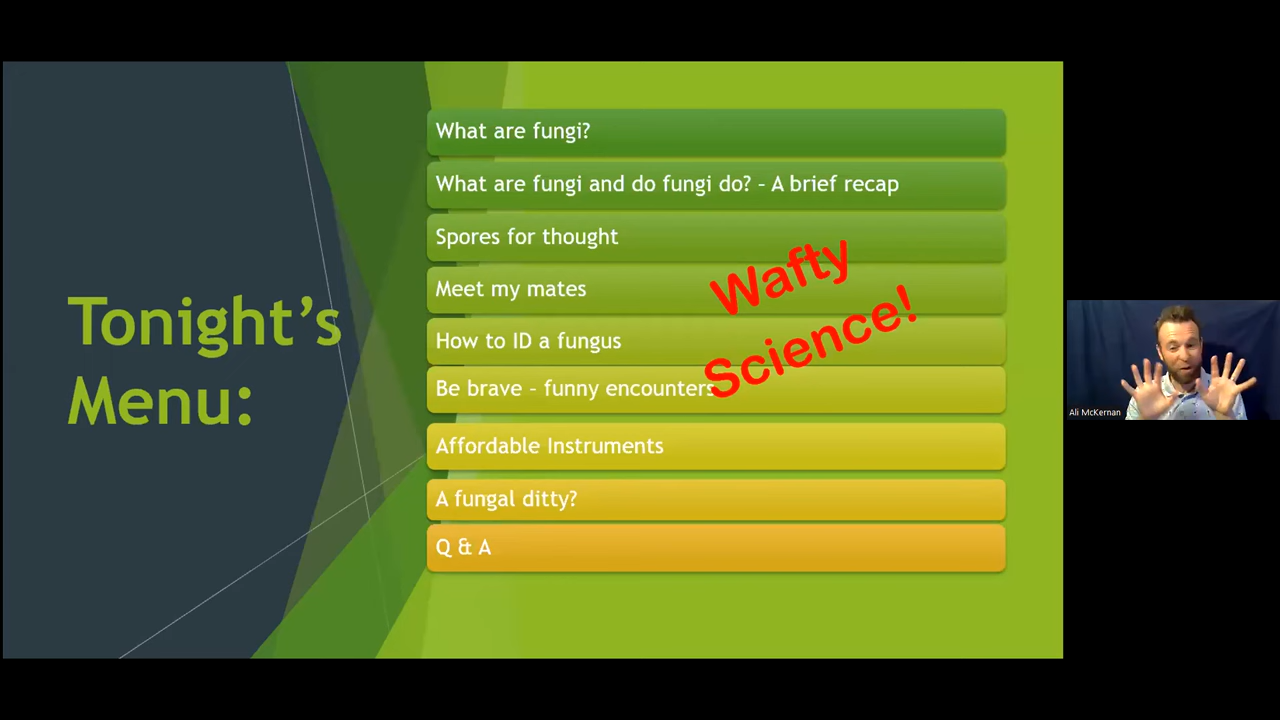 Tonight's
Menu:
What are fungi?
What are fungi and do fungi do? – A brief recap
Spores for thought
Meet my mates
How to ID a fungus
Be brave – funny encounters
Affordable Instruments
A fungal ditty?
Q & A
Wafty
Science!
Ali McKernan